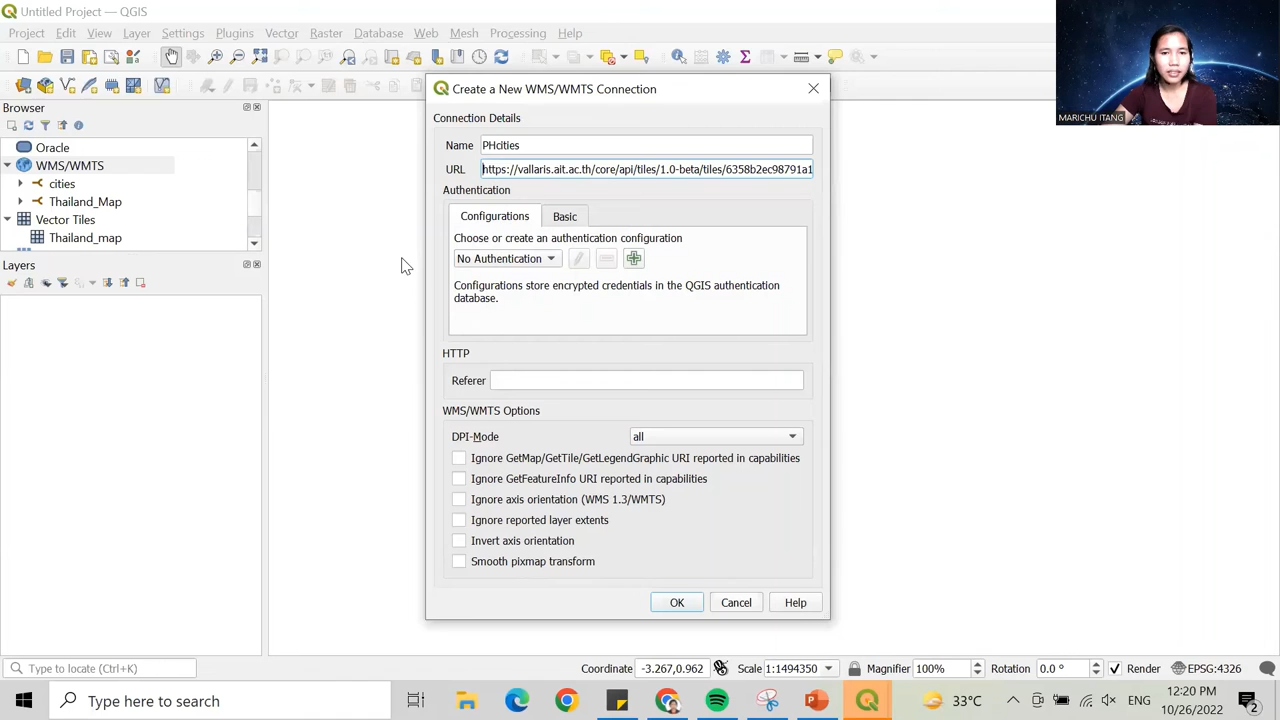 Untitled Project — QGIS
Project Edit View Layer Settings Plugins Vector Raster Database Web Mesh Processing Help
Browser
Oracle
WMS/WMTS
cities
Thailand_Map
Vector Tiles
Thailand_map
Layers
Create a New WMS/WMTS Connection
Connection Details
Name PHcities
URL https://vallaris.ait.ac.th/core/api/tiles/1.0-beta/tiles/6358b2ec98791a1
Authentication
Configurations Basic
Choose or create an authentication configuration
No Authentication
Configurations store encrypted credentials in the QGIS authentication
database.
HTTP
Referer
WMS/WMTS Options
DPI-Mode all
Ignore GetMap/GetTile/GetLegendGraphic URI reported in capabilities
Ignore GetFeatureInfo URI reported in capabilities
Ignore axis orientation (WMS 1.3/WMTS)
Ignore reported layer extents
Invert axis orientation
Smooth pixmap transform
OK Cancel Help
MARICHU ITANG
Type to locate (Ctrl+K)
Coordinate -3.267,0.962 Scale 1:1494350 Magnifier 100% Rotation 0.0 ° Render EPSG:4326
Type here to search
33°C
ENG
12:20 PM
10/26/2022
2